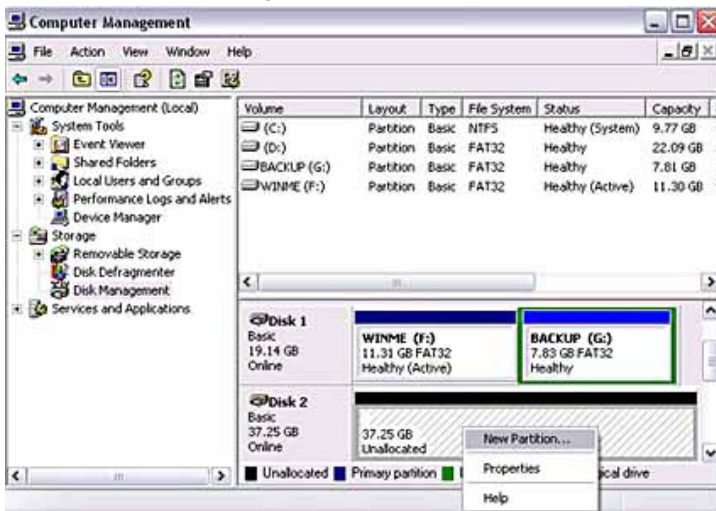 Computer Management
File Action View Window Help
Computer Management (Local)
System Tools
Event Viewer
Shared Folders
Local Users and Groups
Performance Logs and Alerts
Device Manager
Storage
Removable Storage
Disk Defragmenter
Disk Management
Services and Applications
Volume Layout Type File System Status Capacity
(C:) Partition Basic NTFS Healthy (System) 9.77 GB
(D:) Partition Basic FAT32 Healthy 22.09 GB
BACKUP (G:) Partition Basic FAT32 Healthy 7.81 GB
WINME (F:) Partition Basic FAT32 Healthy (Active) 11.30 GB
Disk 1
Basic
19.14 GB
Online
WINME (F:)
11.31 GB FAT32
Healthy (Active)
BACKUP (G:)
7.83 GB FAT32
Healthy
Disk 2
Basic
37.25 GB
Online
37.25 GB
Unallocated
New Partition...
Properties
Help
Unallocated Primary partition ical drive